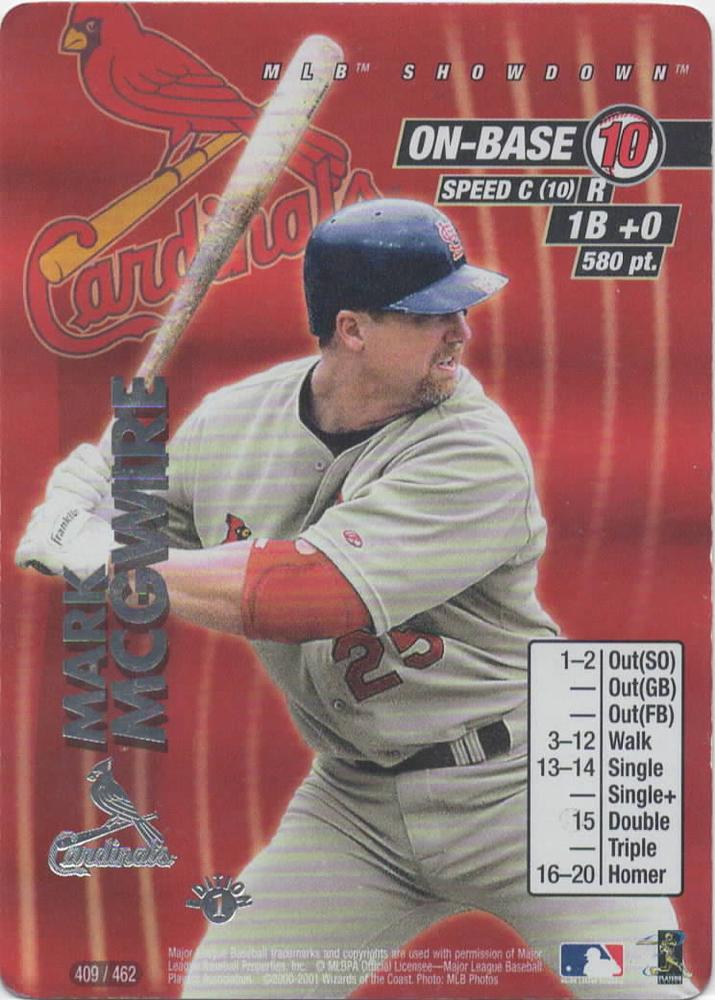 MLB™ SHOWDOWN™
Cardinals
ON-BASE 10
SPEED C (10) R
1B +0
580 pt.
MARK
MCGWIRE
Franklin
25
1–2 Out(SO)
— Out(GB)
— Out(FB)
3–12 Walk
13–14 Single
— Single+
15 Double
— Triple
16–20 Homer
Cardinals
EDITION
1
409 / 462
Major League Baseball trademarks and copyrights are used with permission of Major
League Baseball Properties, Inc. © MLBPA Official Licensee—Major League Baseball
Players Association. ©2000-2001 Wizards of the Coast. Photo: MLB Photos